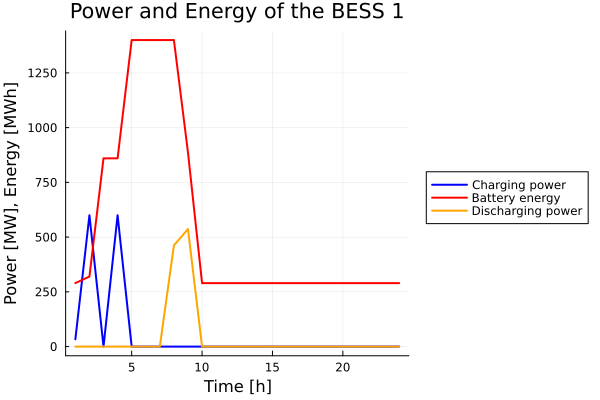 Power and Energy of the BESS 1
Power [MW], Energy [MWh]
1250
1000
750
500
250
0
5
10
15
20
Time [h]
Charging power
Battery energy
Discharging power